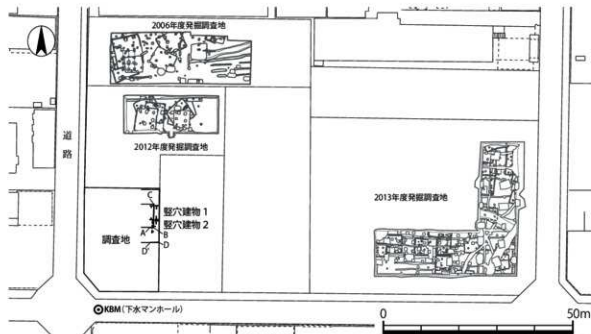 2006年度発掘調査地
2012年度発掘調査地
道路
2013年度発掘調査地
C
竪穴建物 1
竪穴建物 2
調査地
A
B
D
D'
KBM(下水マンホール)
0
50m